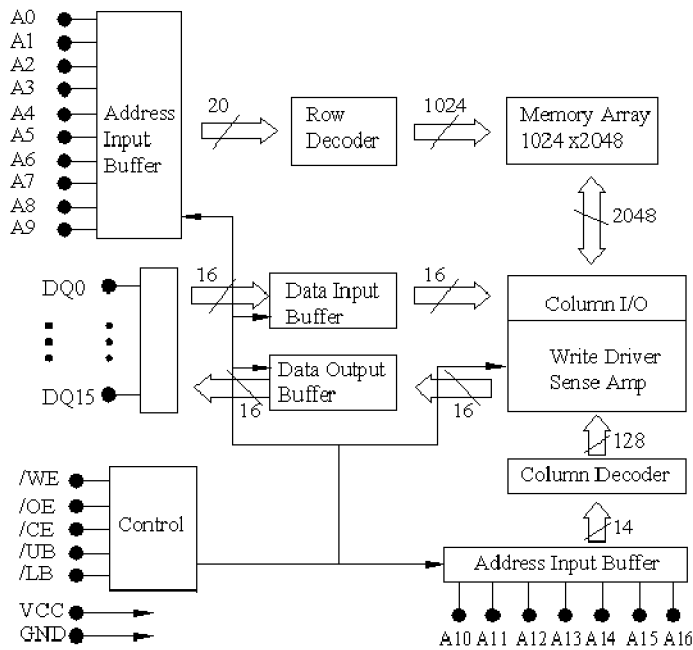 A0
A1
A2
A3
A4
A5
A6
A7
A8
A9
Address
Input
Buffer
20
Row
Decoder
1024
Memory Array
1024 x2048
2048
DQ0
DQ15
16
Data Input
Buffer
16
Column I/O
Write Driver
Sense Amp
16
Data Output
Buffer
16
128
Column Decoder
14
Address Input Buffer
/WE
/OE
/CE
/UB
/LB
Control
VCC
GND
A10 A11 A12 A13 A14 A15 A16